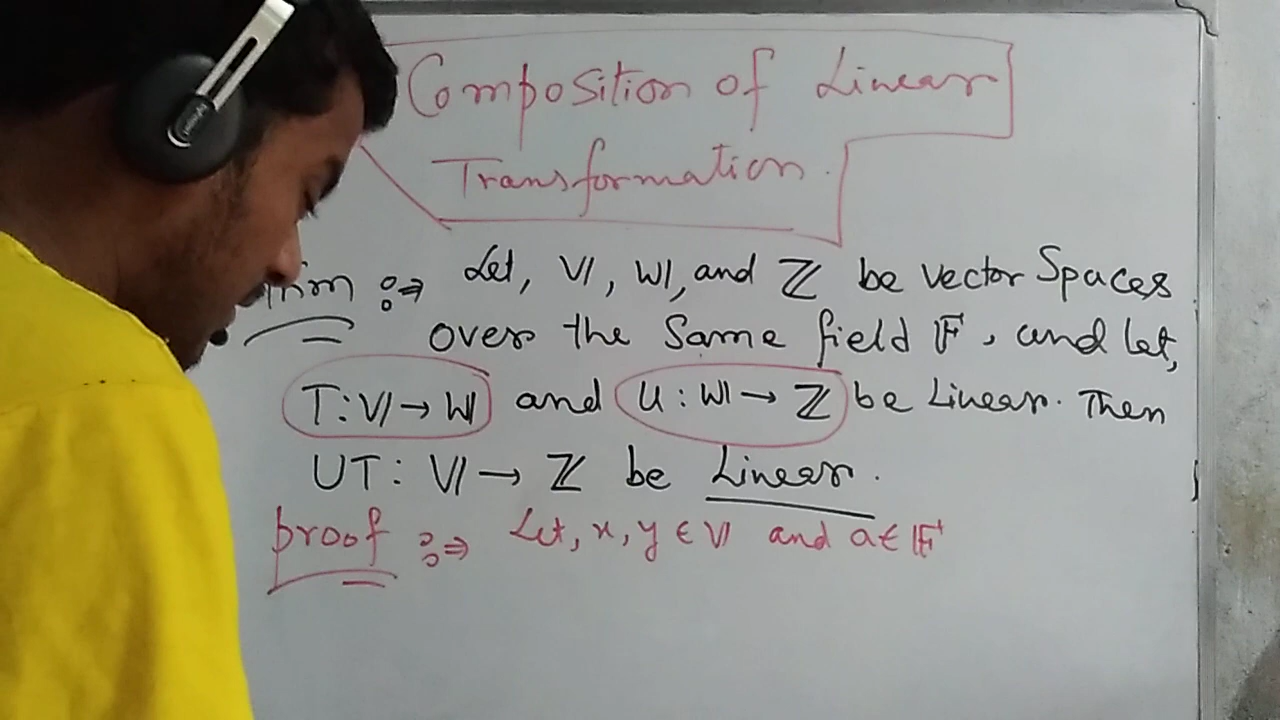 Composition of Linear
Transformation.
Thm :⇒ Let, V, W, and Z be vector Spaces
over the Same field F, and let,
T: V → W and U: W → Z be Linear. Then
UT: V → Z be Linear.
proof :⇒ Let, x, y ∈ V and a ∈ F